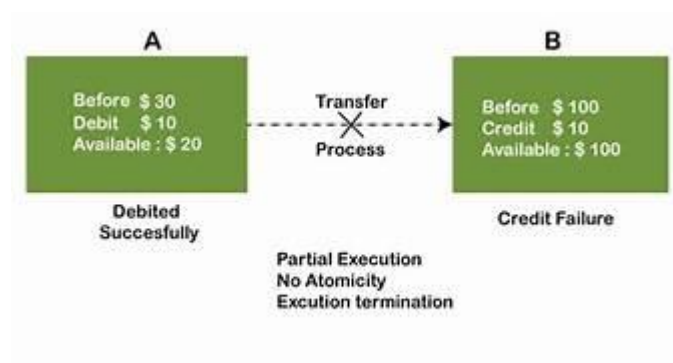 A
Before $ 30
Debit $ 10
Available : $ 20
Debited
Succesfully
Transfer
Process
B
Before $ 100
Credit $ 10
Available : $ 100
Credit Failure
Partial Execution
No Atomicity
Excution termination